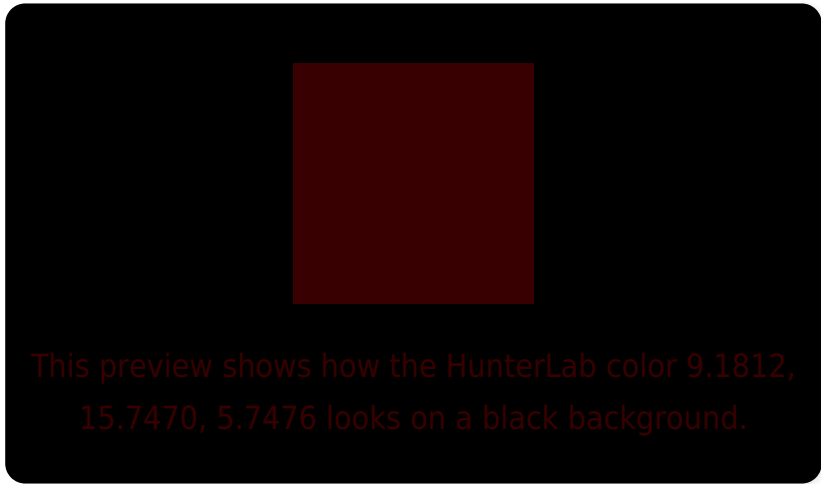 This preview shows how the HunterLab color 9.1812,
15.7470, 5.7476 looks on a black background.